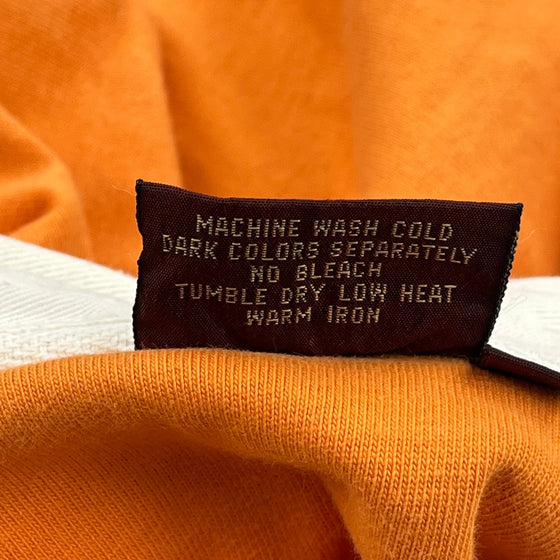 MACHINE WASH COLD
DARK COLORS SEPARATELY
NO BLEACH
TUMBLE DRY LOW HEAT
WARM IRON